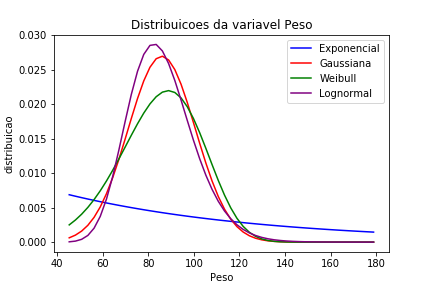 Distribuicoes da variavel Peso
Exponencial
Gaussiana
Weibull
Lognormal
distribuicao
0.030
0.025
0.020
0.015
0.010
0.005
0.000
40 60 80 100 120 140 160 180
Peso